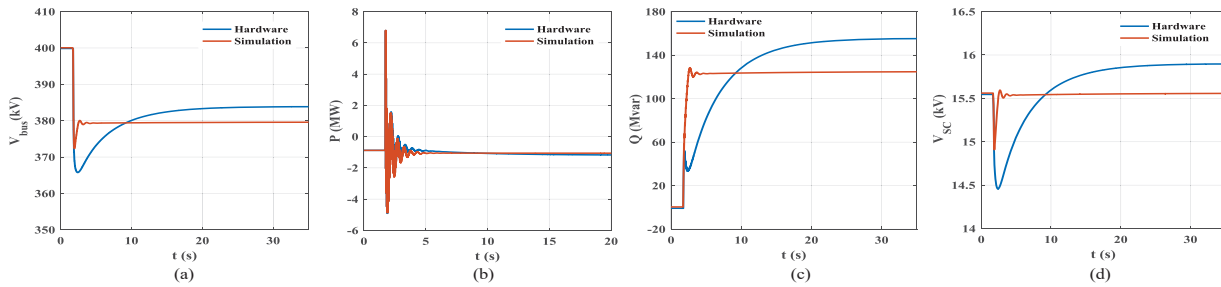 Hardware
Simulation
V_bus (kV)
400
390
380
370
360
350
0
10
20
30
t (s)
(a)
Hardware
Simulation
P (MW)
8
6
4
2
0
-2
-4
-6
0
5
10
15
20
t (s)
(b)
Hardware
Simulation
Q (Mvar)
180
140
100
60
20
-20
0
10
20
30
t (s)
(c)
Hardware
Simulation
V_SC (kV)
16.5
16
15.5
15
14.5
14
0
10
20
30
t (s)
(d)
410